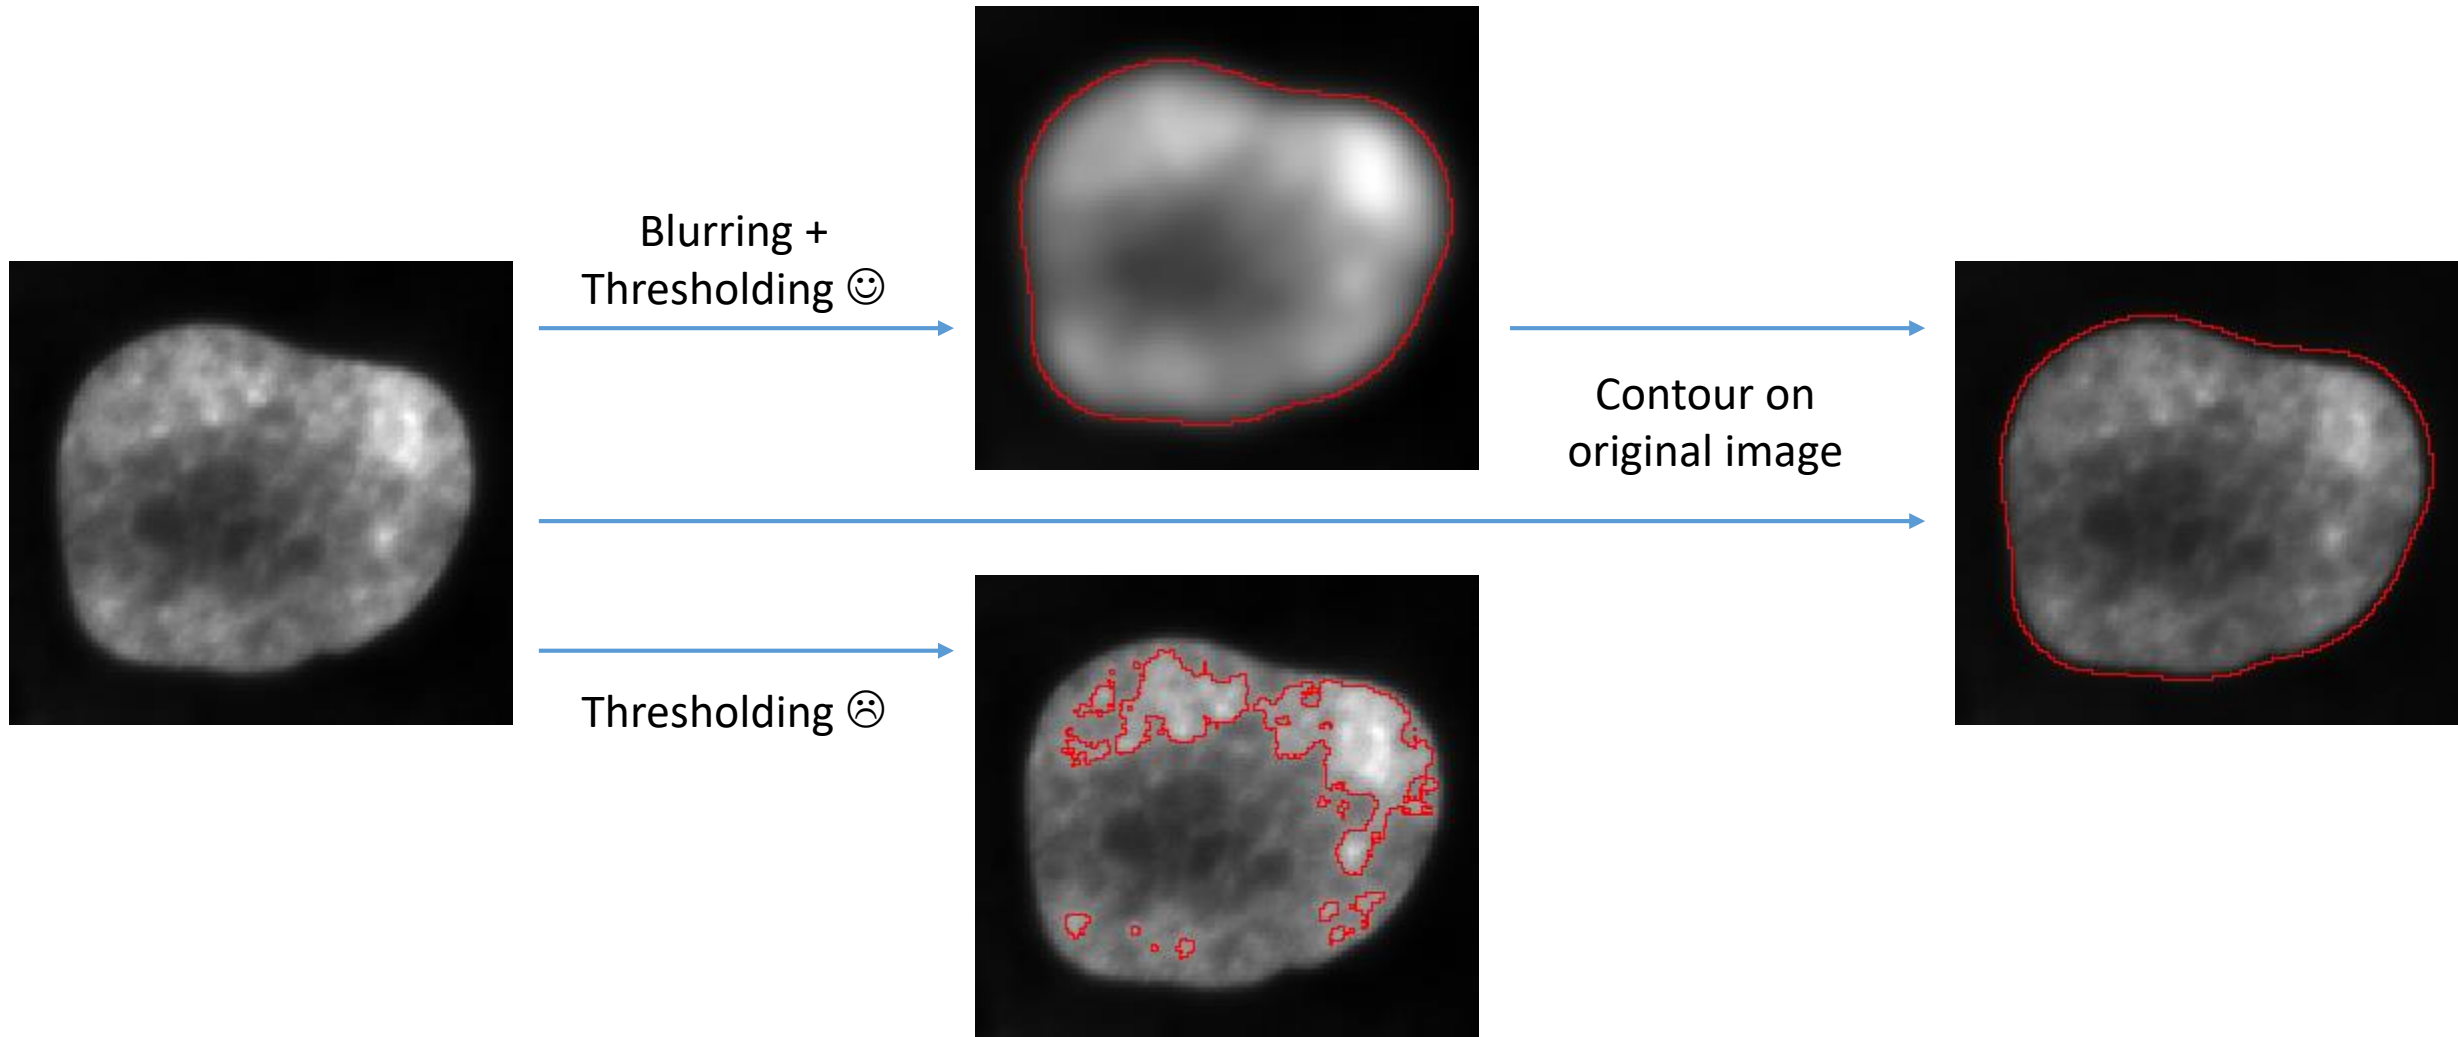 Blurring +
Thresholding ☺
Contour on
original image
Thresholding ☹